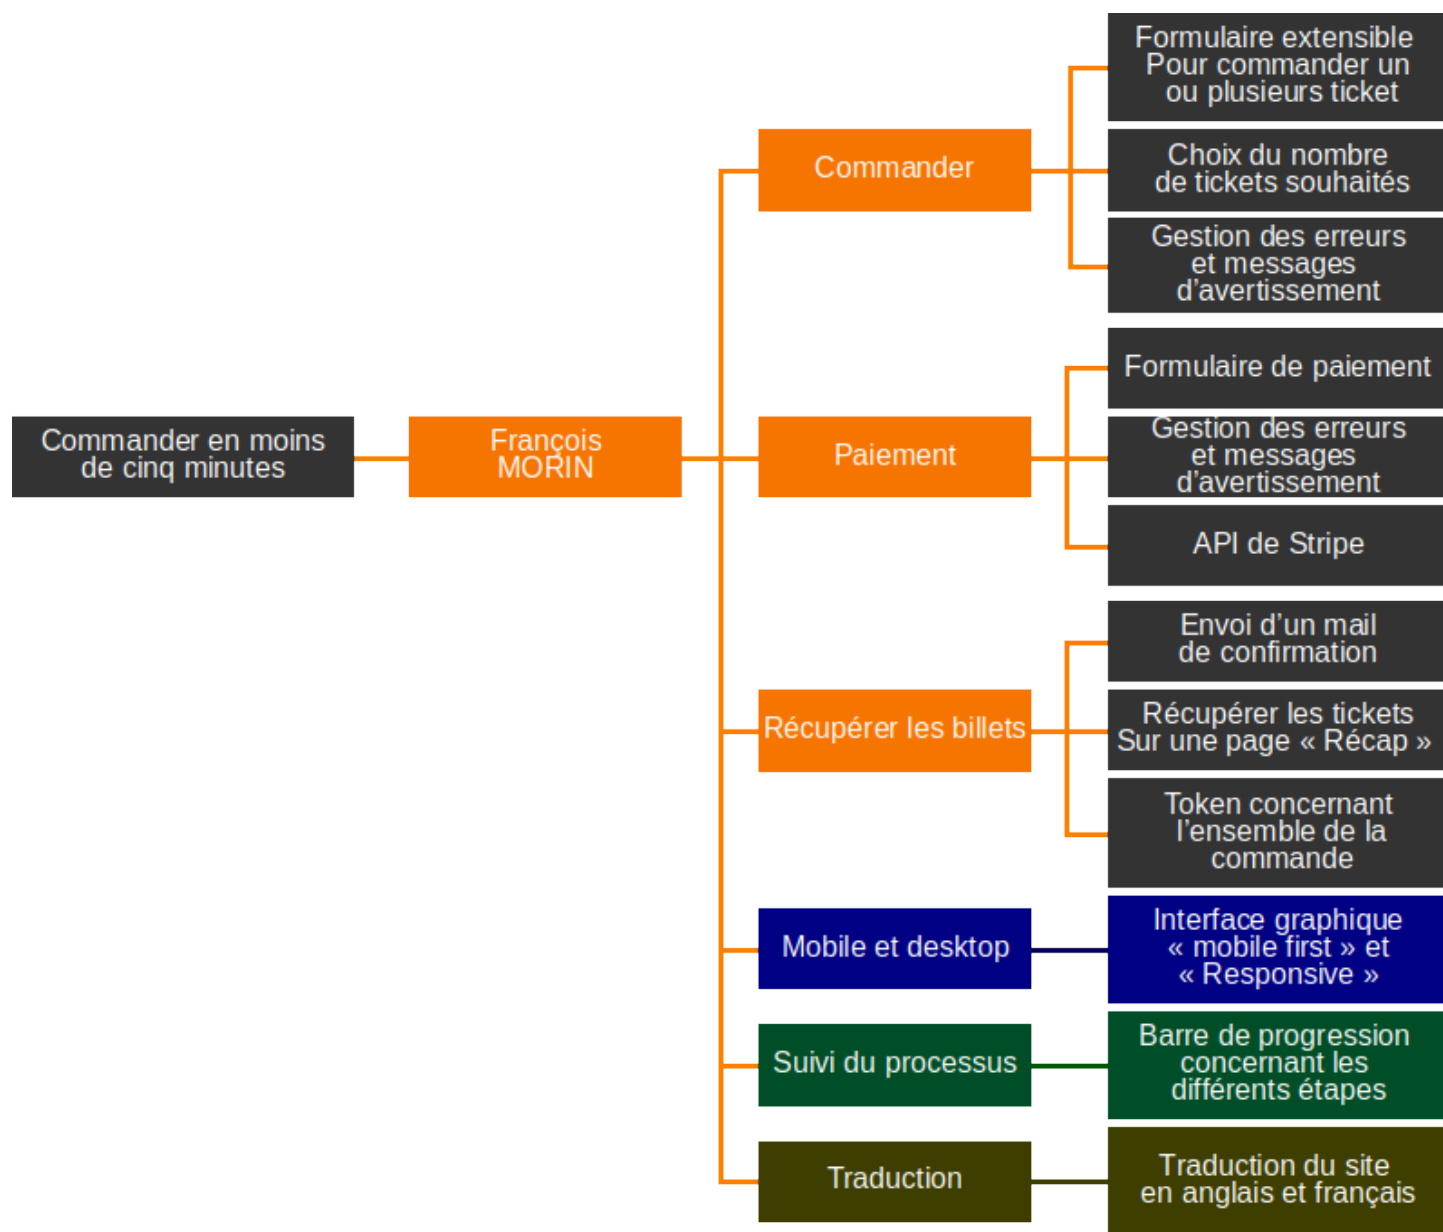 Commander en moins
de cinq minutes
François
MORIN
Commander
Formulaire extensible
Pour commander un
ou plusieurs ticket
Choix du nombre
de tickets souhaités
Gestion des erreurs
et messages
d’avertissement
Paiement
Formulaire de paiement
Gestion des erreurs
et messages
d’avertissement
API de Stripe
Récupérer les billets
Envoi d’un mail
de confirmation
Récupérer les tickets
Sur une page « Récap »
Token concernant
l’ensemble de la
commande
Mobile et desktop
Interface graphique
« mobile first » et
« Responsive »
Suivi du processus
Barre de progression
concernant les
différents étapes
Traduction
Traduction du site
en anglais et français